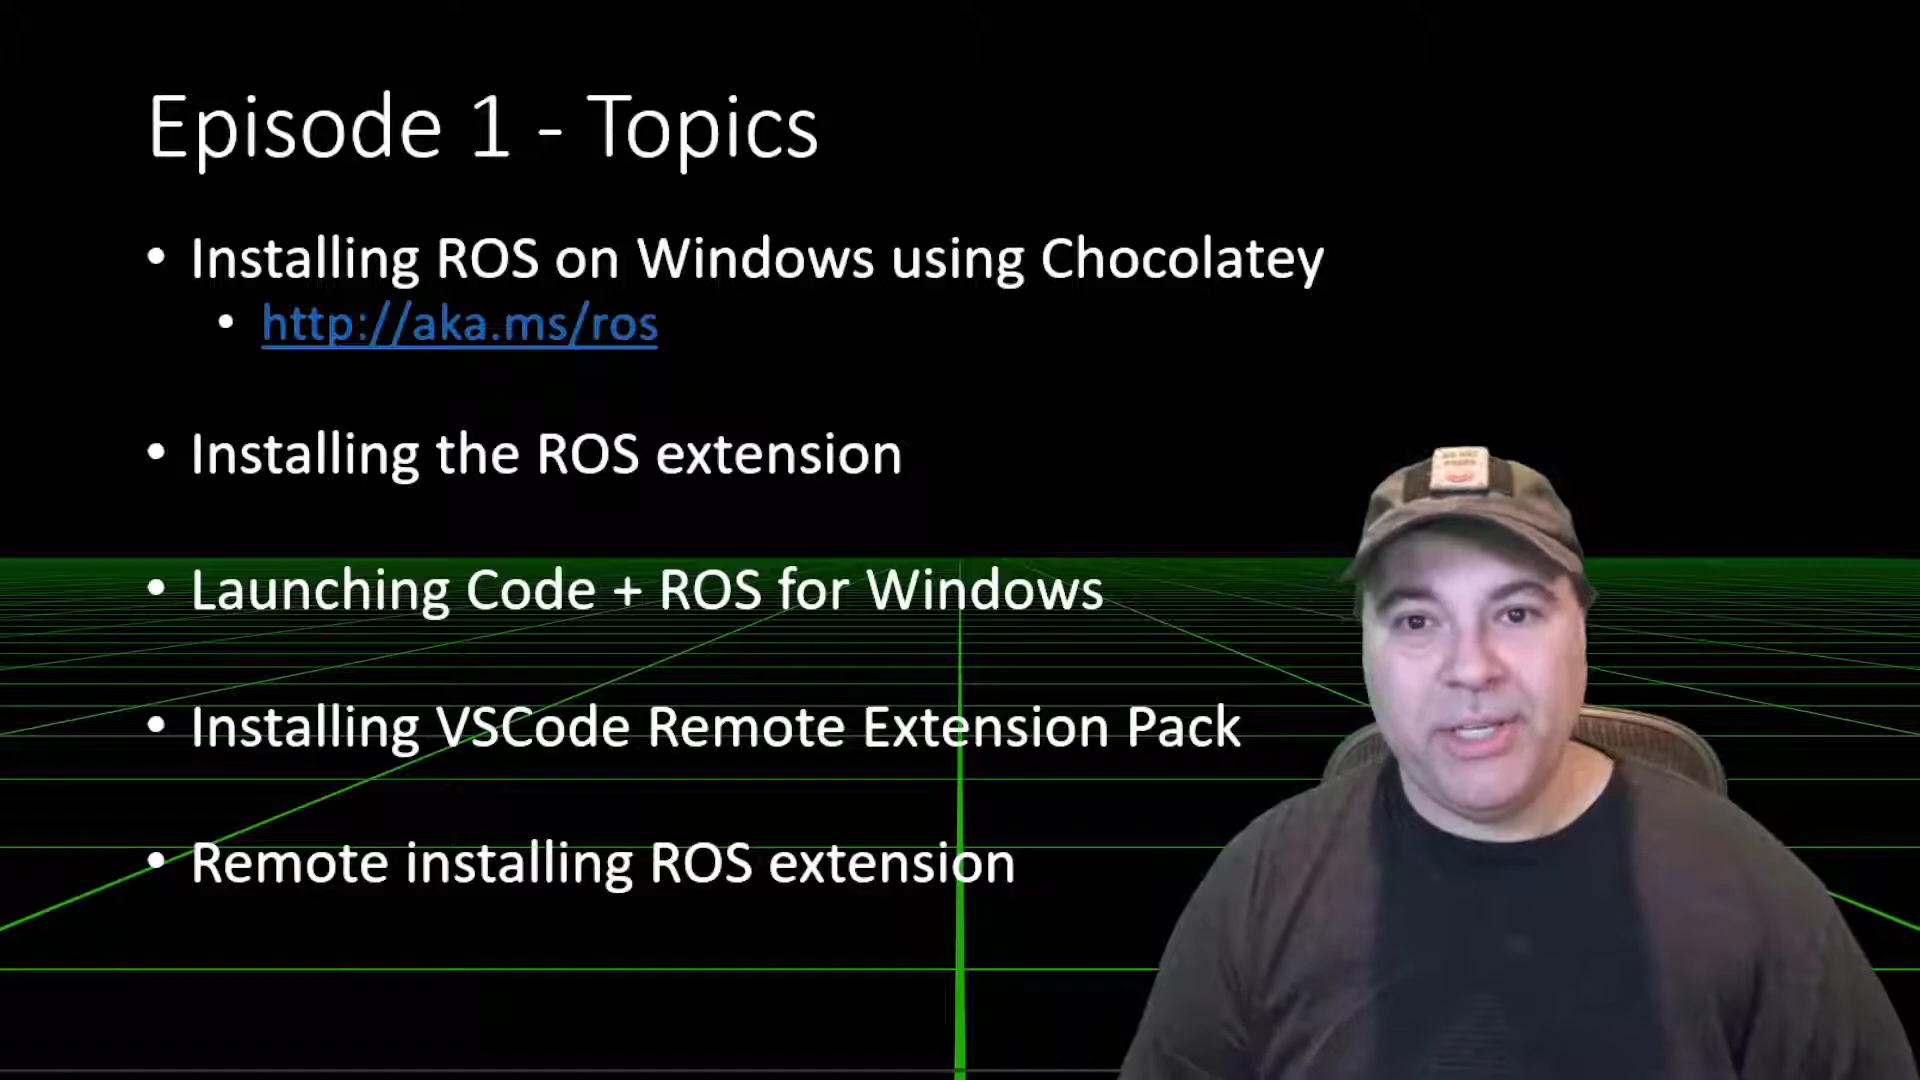 Episode 1 - Topics
• Installing ROS on Windows using Chocolatey
• http://aka.ms/ros
• Installing the ROS extension
• Launching Code + ROS for Windows
• Installing VSCode Remote Extension Pack
• Remote installing ROS extension